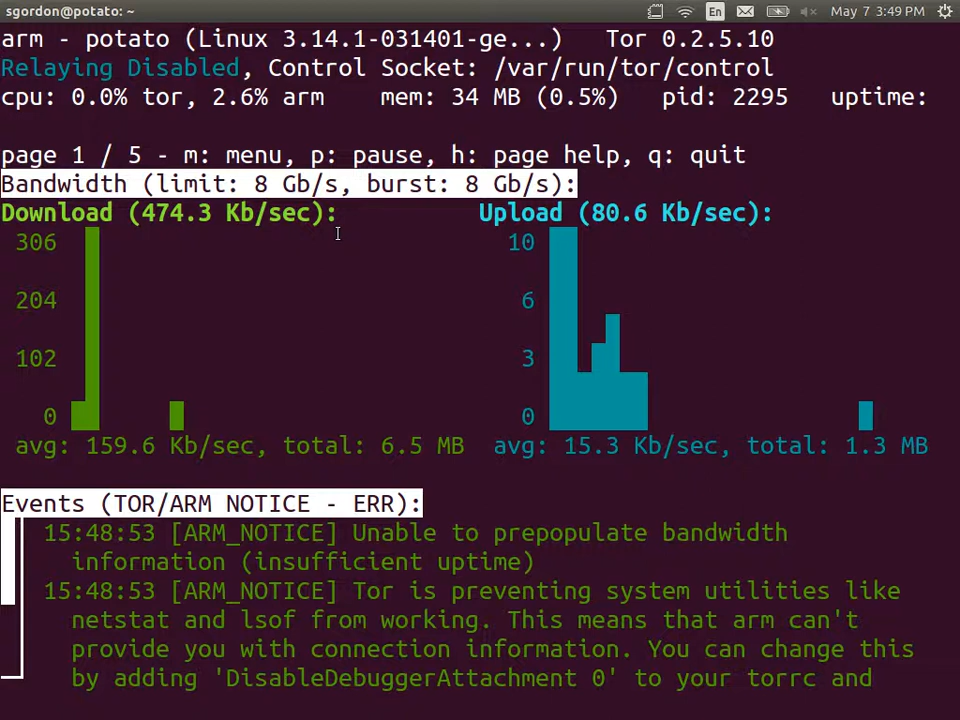 sgordon@potato: ~ En May 7 3:49 PM
arm - potato (Linux 3.14.1-031401-ge...) Tor 0.2.5.10
Relaying Disabled, Control Socket: /var/run/tor/control
cpu: 0.0% tor, 2.6% arm mem: 34 MB (0.5%) pid: 2295 uptime:
page 1 / 5 - m: menu, p: pause, h: page help, q: quit
Bandwidth (limit: 8 Gb/s, burst: 8 Gb/s):
Download (474.3 Kb/sec): Upload (80.6 Kb/sec):
306 10
204 6
102 3
0 0
avg: 159.6 Kb/sec, total: 6.5 MB avg: 15.3 Kb/sec, total: 1.3 MB
Events (TOR/ARM NOTICE - ERR):
15:48:53 [ARM_NOTICE] Unable to prepopulate bandwidth
information (insufficient uptime)
15:48:53 [ARM_NOTICE] Tor is preventing system utilities like
netstat and lsof from working. This means that arm can't
provide you with connection information. You can change this
by adding 'DisableDebuggerAttachment 0' to your torrc and